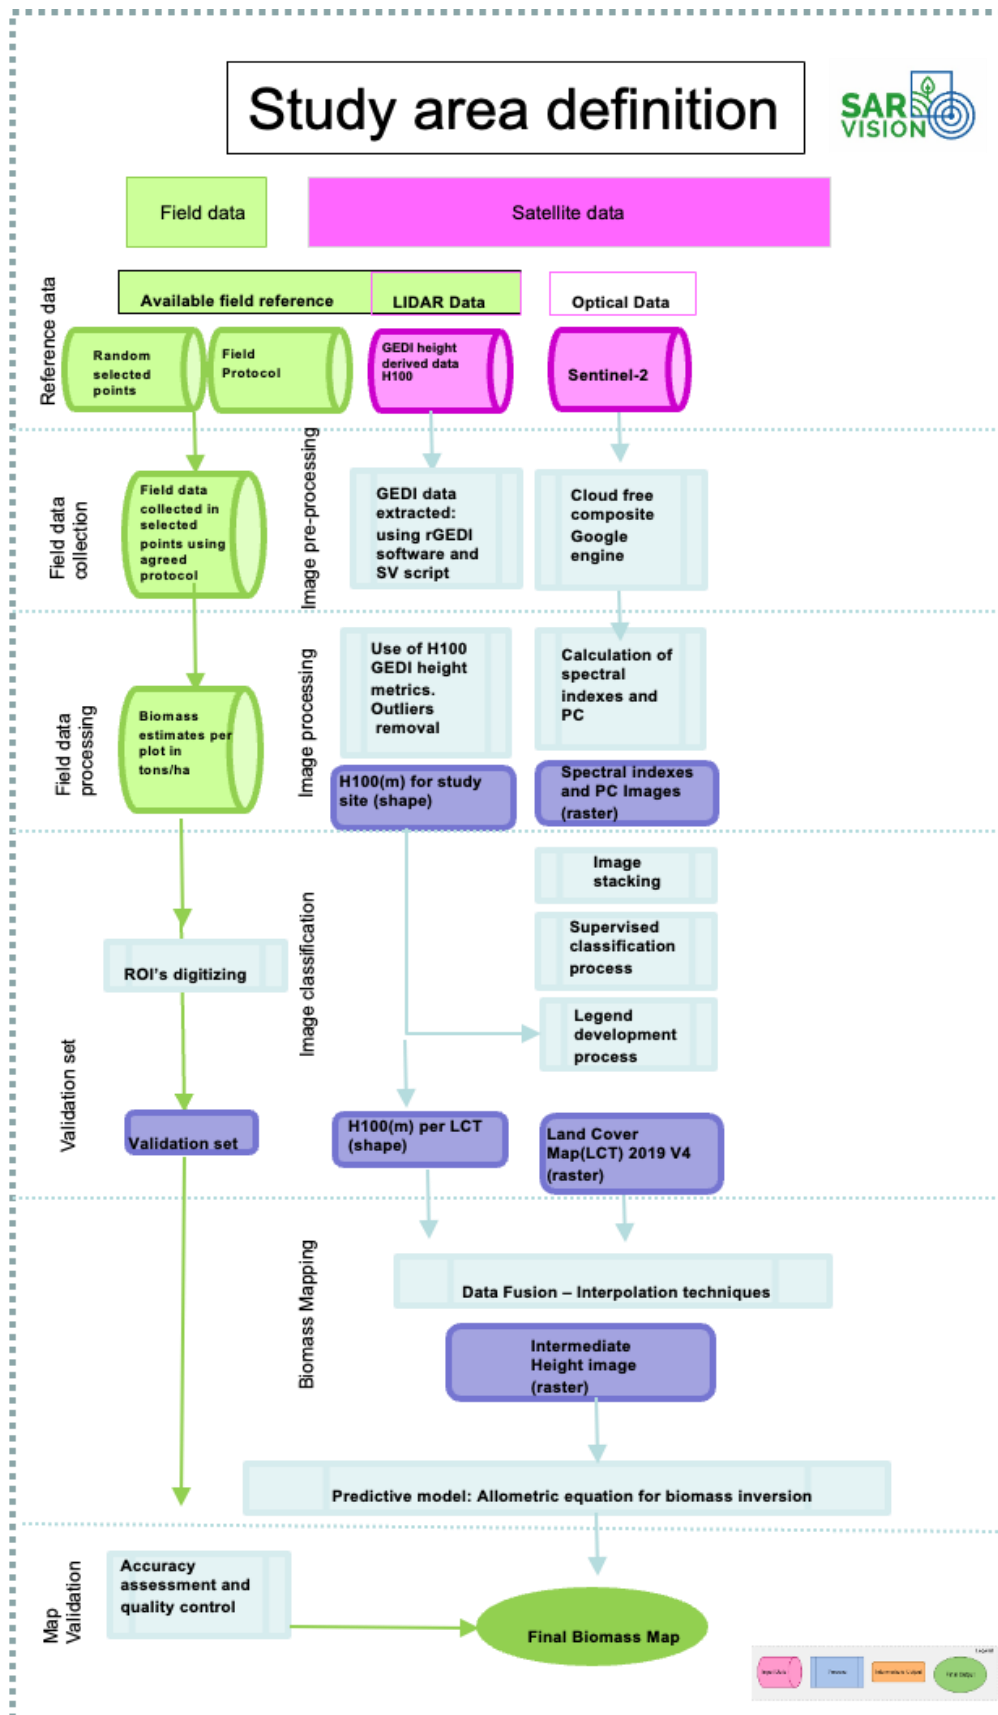 Study area definition
SAR
VISION
Field data
Satellite data
Reference data
Available field reference
LIDAR Data
Optical Data
Random
selected
points
Field
Protocol
GEDI height
derived data
H100
Sentinel-2
Field data
collection
Field data
collected in
selected
points using
agreed
protocol
Image pre-processing
GEDI data
extracted:
using rGEDI
software and
SV script
Cloud free
composite
Google
engine
Field data
processing
Biomass
estimates per
plot in
tons/ha
Image processing
Use of H100
GEDI height
metrics.
Outliers
removal
Calculation of
spectral
indexes and
PC
H100(m) for study
site (shape)
Spectral indexes
and PC Images
(raster)
Validation set
ROI's digitizing
Validation set
Image classification
Image
stacking
Supervised
classification
process
Legend
development
process
H100(m) per LCT
(shape)
Land Cover
Map(LCT) 2019 V4
(raster)
Biomass Mapping
Data Fusion – Interpolation techniques
Intermediate
Height image
(raster)
Predictive model: Allometric equation for biomass inversion
Map
Validation
Accuracy
assessment and
quality control
Final Biomass Map
Process
Intermediate Output
Final Output